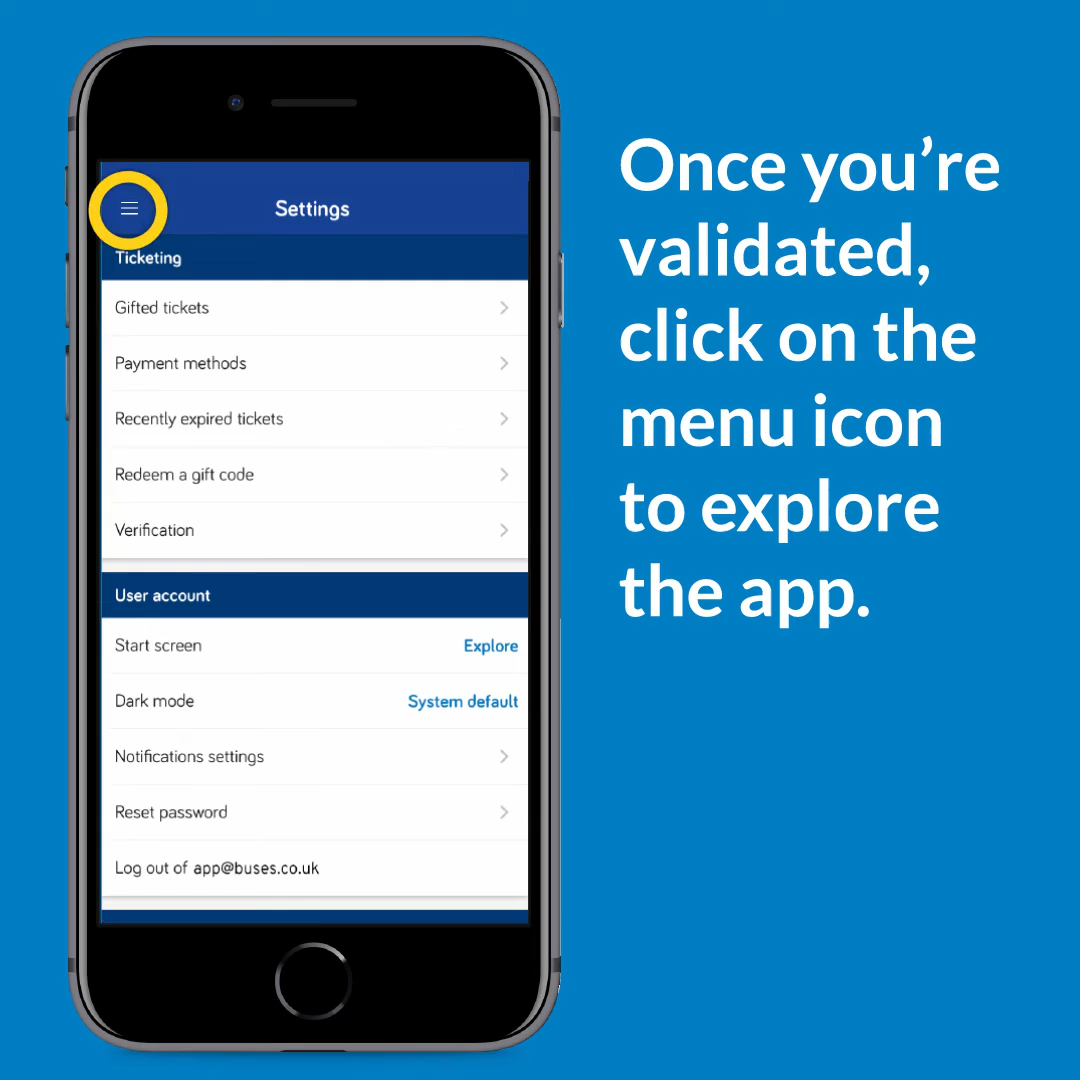 Settings
Ticketing
Gifted tickets
Payment methods
Recently expired tickets
Redeem a gift code
Verification
User account
Start screen Explore
Dark mode System default
Notifications settings
Reset password
Log out of app@buses.co.uk
Once you’re
validated,
click on the
menu icon
to explore
the app.